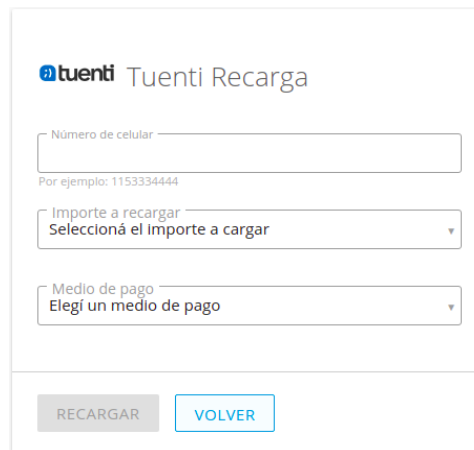 tuenti Tuenti Recarga
Número de celular
Por ejemplo: 1153334444
Importe a recargar
Seleccioná el importe a cargar
Medio de pago
Elegí un medio de pago
RECARGAR VOLVER